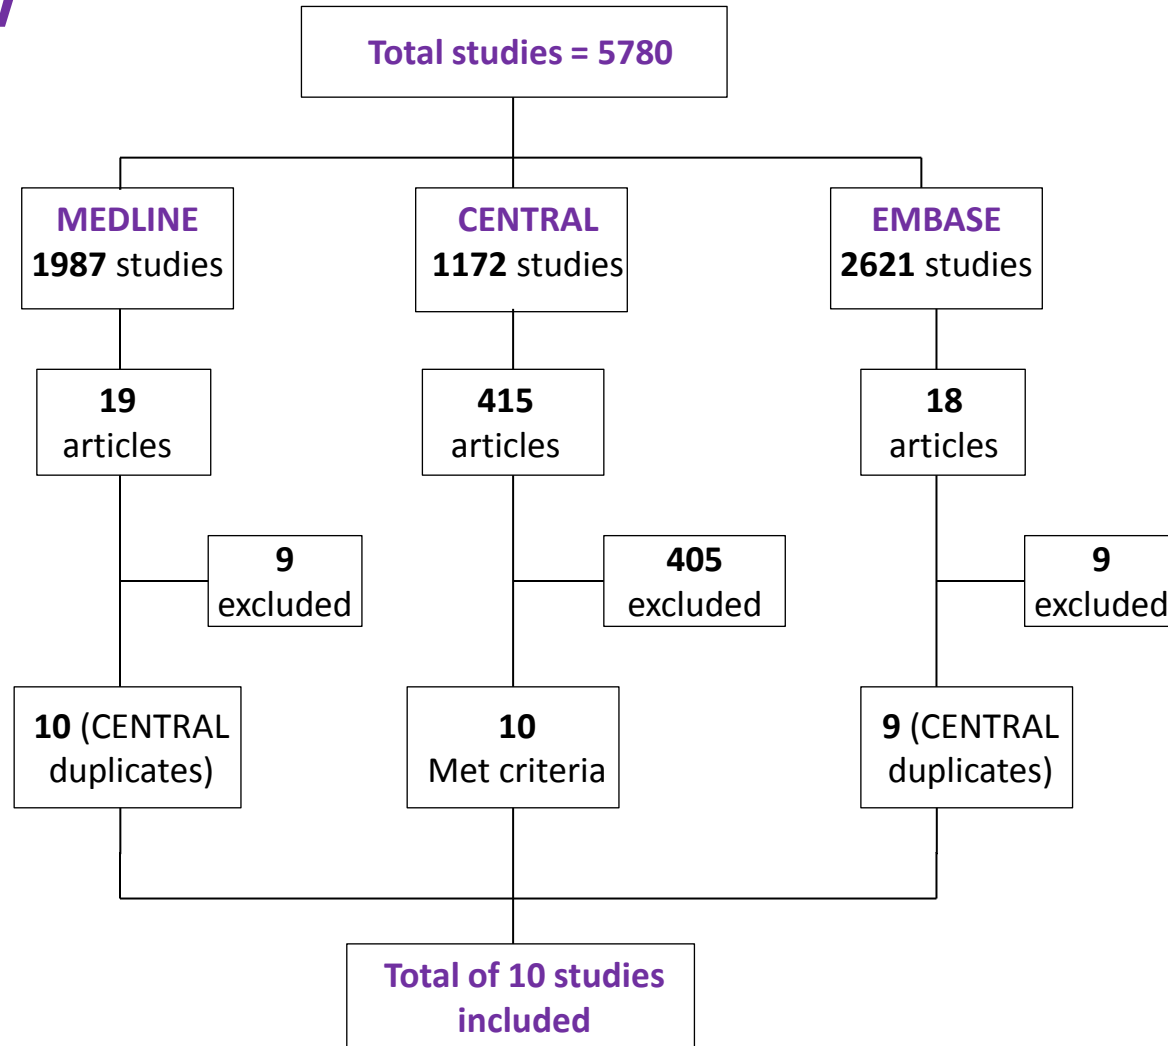 Total studies = 5780
MEDLINE
1987 studies
CENTRAL
1172 studies
EMBASE
2621 studies
19
articles
415
articles
18
articles
9
excluded
405
excluded
9
excluded
10 (CENTRAL
duplicates)
10
Met criteria
9 (CENTRAL
duplicates)
Total of 10 studies
included